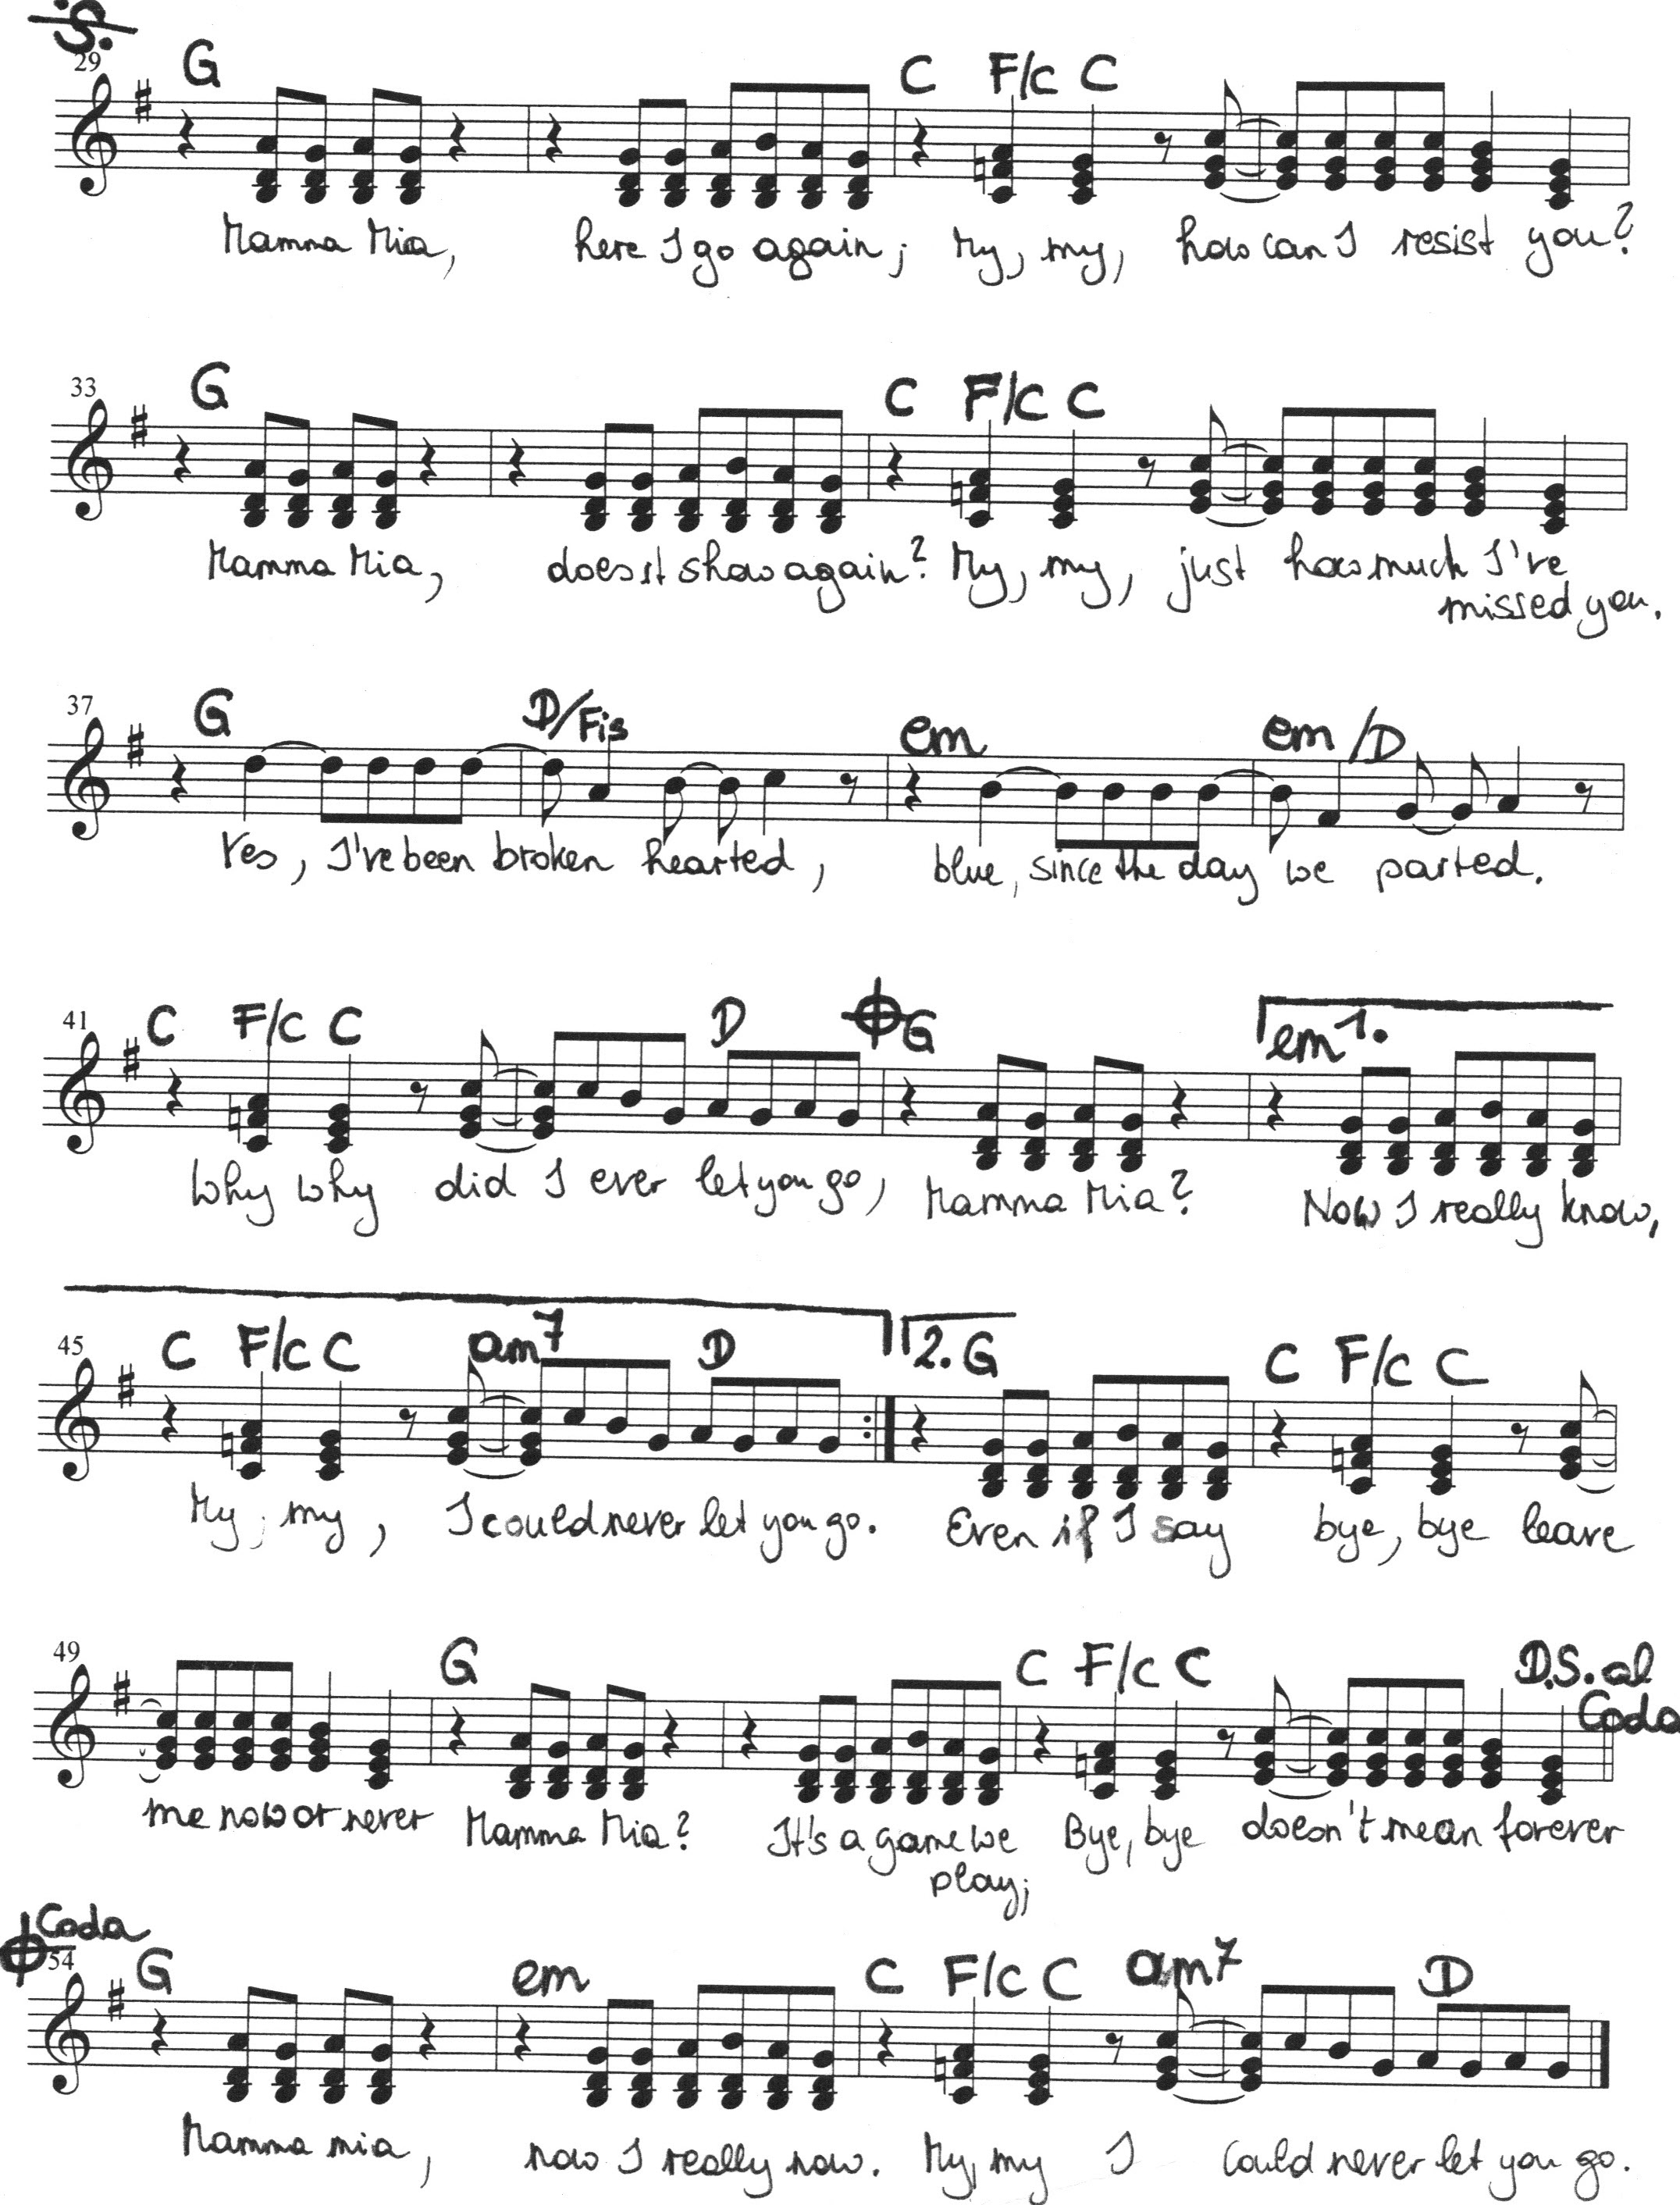 29 G C F/C C
Mamma Mia, here I go again; My, my, how can I resist you?
33 G C F/C C
Mamma Mia, does it show again? My, my, just how much I've
missed you.
37 G D/Fis em em/D
Yes, I've been broken hearted, blue, since the day we parted.
41 C F/C C D G em 1.
Why why did I ever let you go, Mamma Mia? Now I really know,
45 C F/C C am7 D 2. G C F/C C
My, my, I could never let you go. Even if I say bye, bye leave
49 G C F/C C D.S. al
Coda
me now or never Mamma Mia? It's a game we Bye, bye doesn't mean forever
play;
Coda
54 G em C F/C C am7 D
Mamma mia, now I really now. My, my I could never let you go.